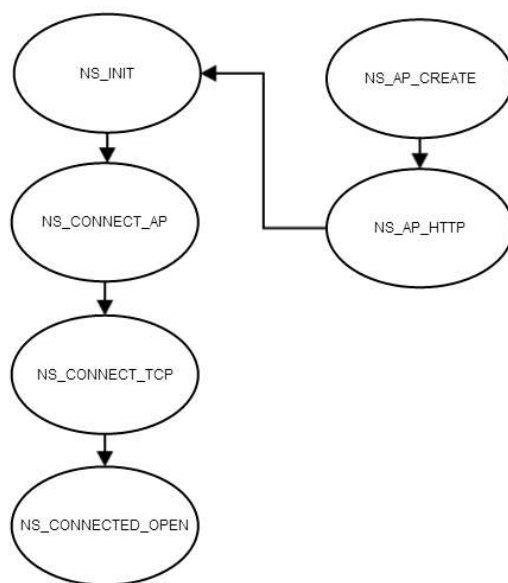 NS_INIT
NS_AP_CREATE
NS_CONNECT_AP
NS_AP_HTTP
NS_CONNECT_TCP
NS_CONNECTED_OPEN